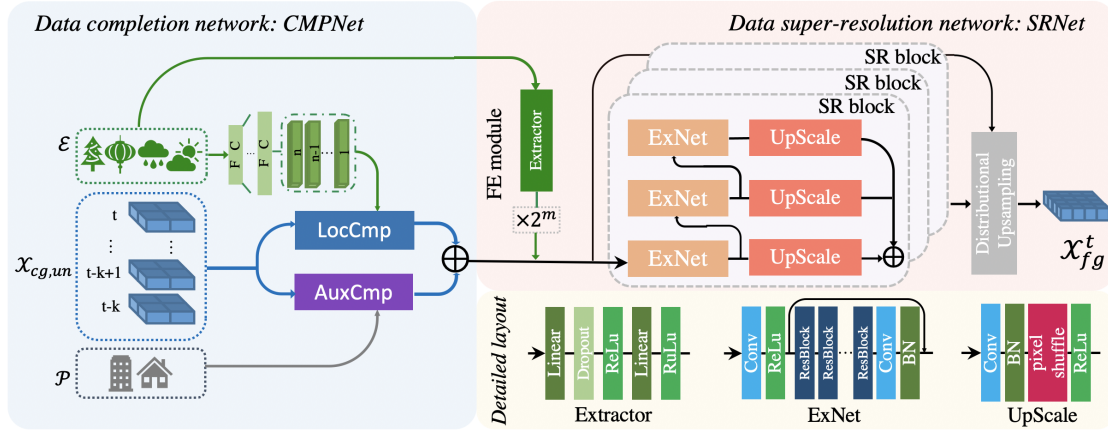 Data completion network: CMPNet
Data super-resolution network: SRNet
SR block
SR block
SR block
ℰ
F C
...
F C
n
n-1
...
1
FE module
Extractor
×2^m
ExNet
UpScale
ExNet
UpScale
ExNet
UpScale
Distributional
Upsampling
𝒳^t_fg
t
⋮ ⋮
t-k+1
t-k
𝒳_cg,un
LocCmp
AuxCmp
𝒫
Detailed layout
Linear
Dropout
ReLu
Linear
RuLu
Extractor
Conv
ReLu
ResBlock
ResBlock
...
ResBlock
Conv
BN
ExNet
Conv
BN
pixel
shuffle
ReLu
UpScale